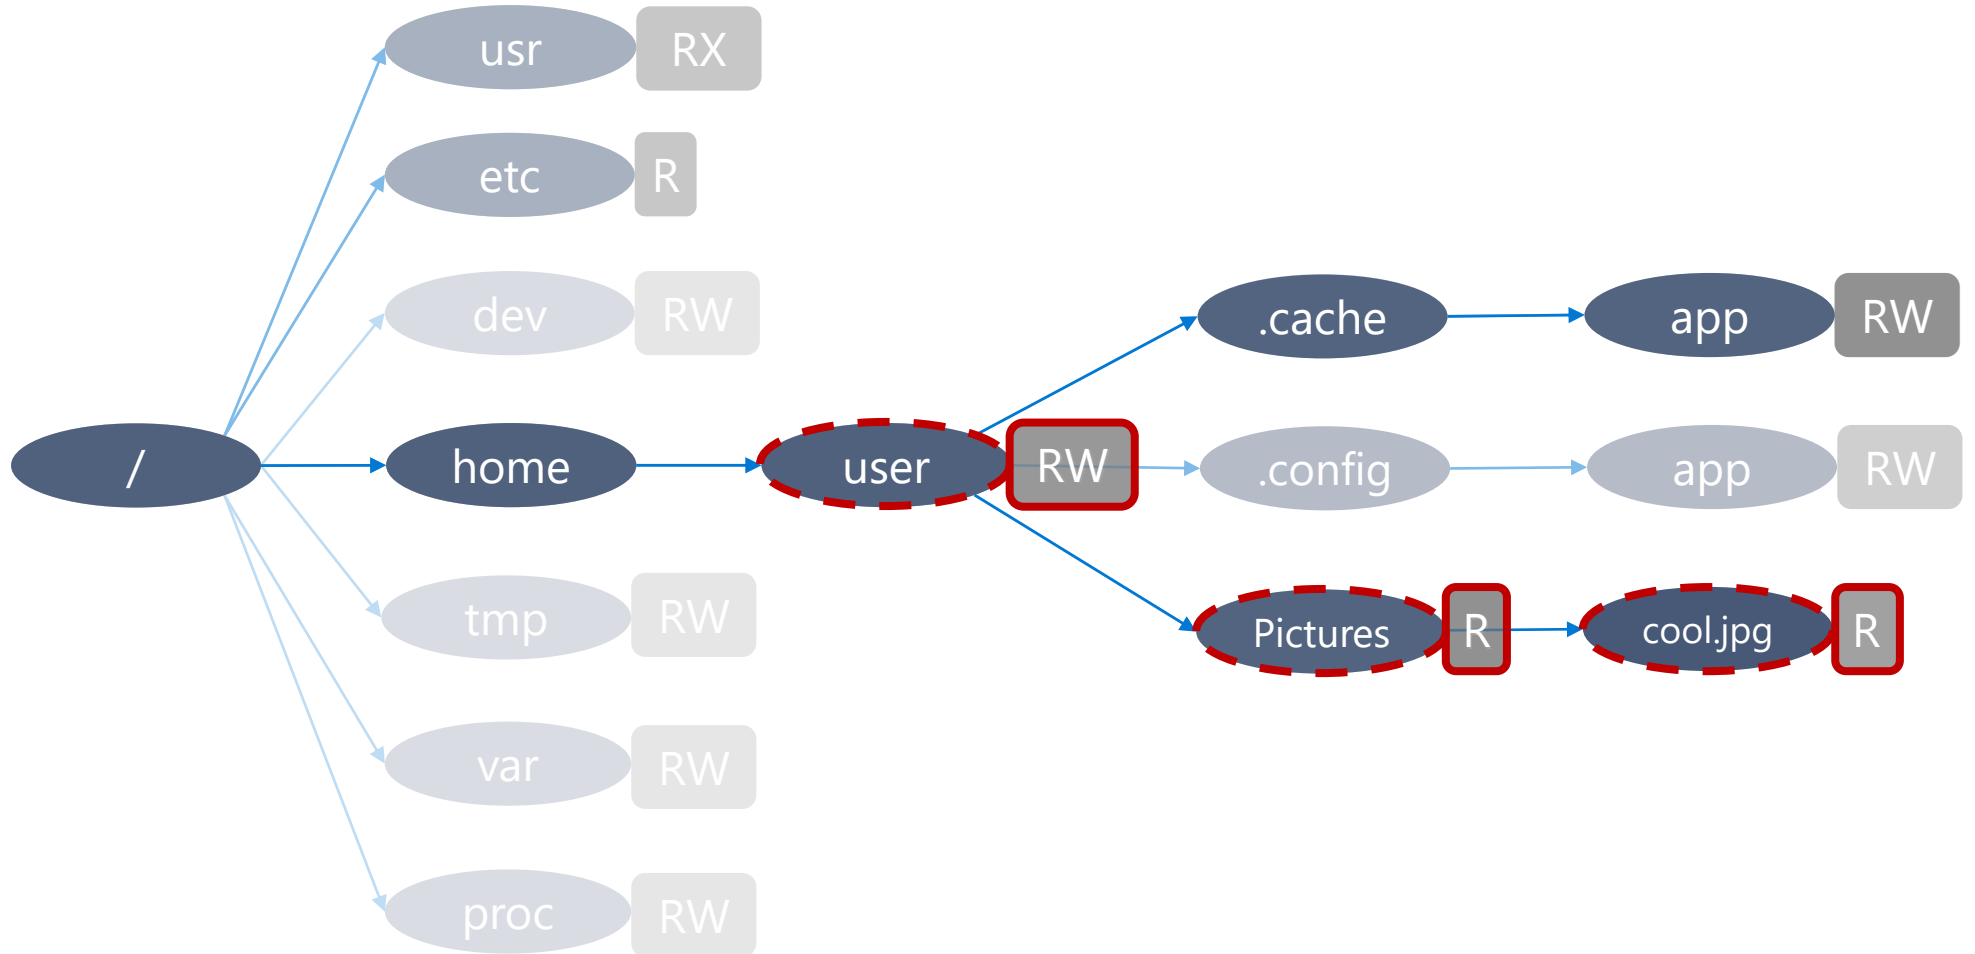 usr RX
etc R
dev RW
.cache app RW
/ home user RW .config app RW
tmp RW
Pictures R cool.jpg R
var RW
proc RW